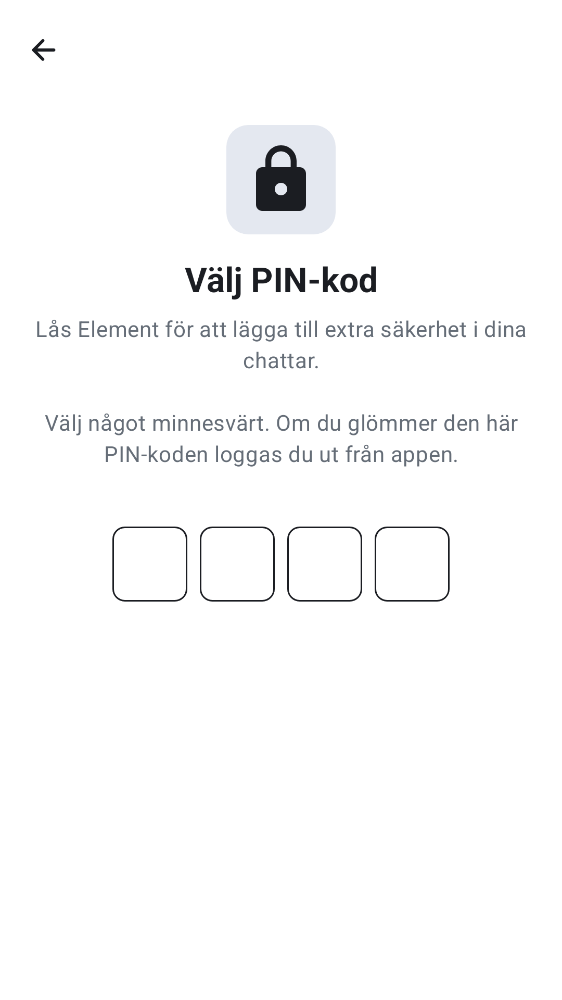 Välj PIN-kod
Lås Element för att lägga till extra säkerhet i dina
chattar.
Välj något minnesvärt. Om du glömmer den här
PIN-koden loggas du ut från appen.